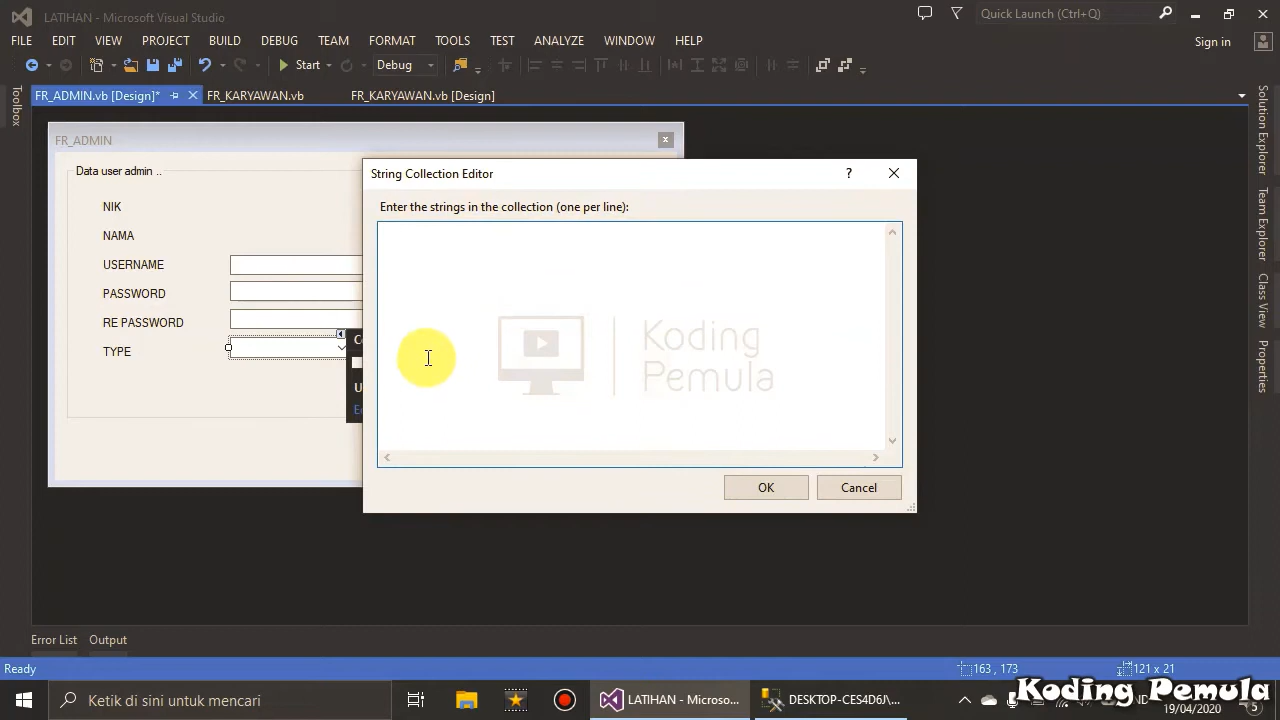 LATIHAN - Microsoft Visual Studio
Quick Launch (Ctrl+Q)
FILE EDIT VIEW PROJECT BUILD DEBUG TEAM FORMAT TOOLS TEST ANALYZE WINDOW HELP
Sign in
Start
Debug
Toolbox
FR_ADMIN.vb [Design]*
FR_KARYAWAN.vb
FR_KARYAWAN.vb [Design]
Solution Explorer
Team Explorer
Class View
Properties
FR_ADMIN
Data user admin ..
NIK
NAMA
USERNAME
PASSWORD
RE PASSWORD
TYPE
String Collection Editor
Enter the strings in the collection (one per line):
Koding
Pemula
OK
Cancel
Error List
Output
Ready
163 , 173
121 x 21
Ketik di sini untuk mencari
LATIHAN - Microso...
DESKTOP-CES4D6J\...
Koding Pemula
19/04/2020
5